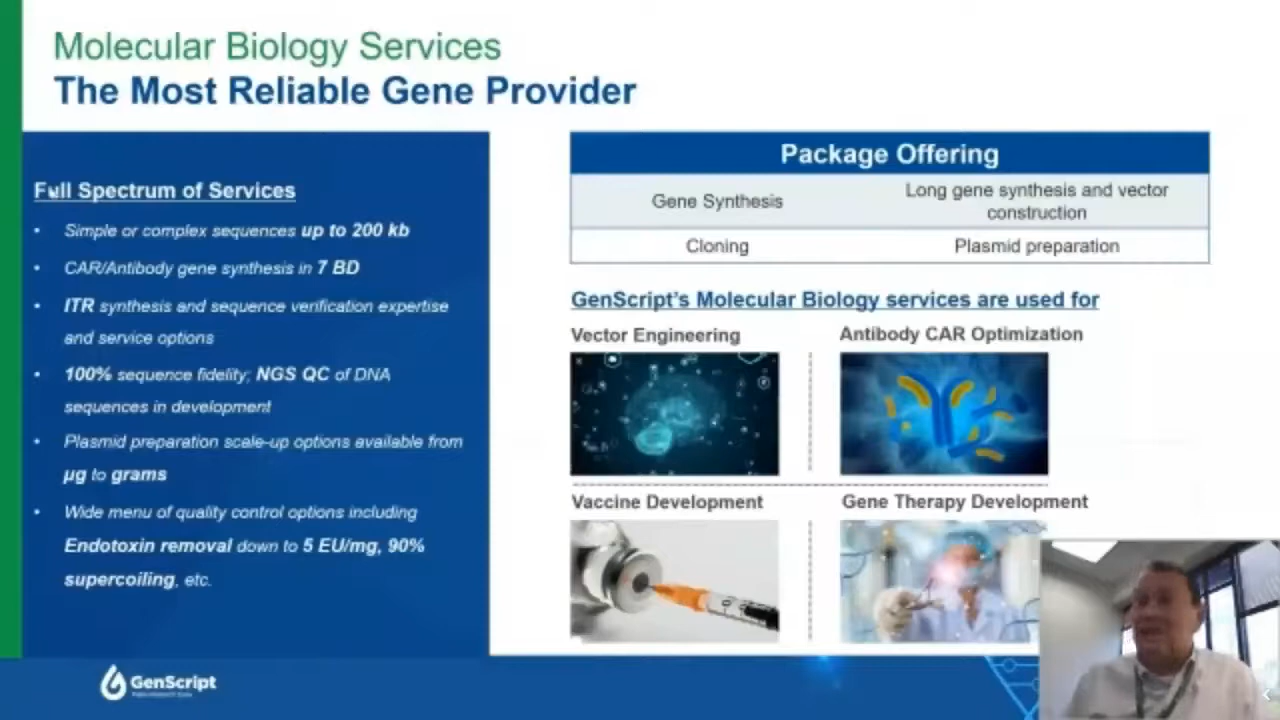 Molecular Biology Services
The Most Reliable Gene Provider
Full Spectrum of Services
• Simple or complex sequences up to 200 kb
• CAR/Antibody gene synthesis in 7 BD
• ITR synthesis and sequence verification expertise
and service options
• 100% sequence fidelity; NGS QC of DNA
sequences in development
• Plasmid preparation scale-up options available from
µg to grams
• Wide menu of quality control options including
Endotoxin removal down to 5 EU/mg, 90%
supercoiling, etc.
Package Offering
Gene Synthesis
Long gene synthesis and vector
construction
Cloning
Plasmid preparation
GenScript's Molecular Biology services are used for
Vector Engineering
Antibody CAR Optimization
Vaccine Development
Gene Therapy Development
GenScript